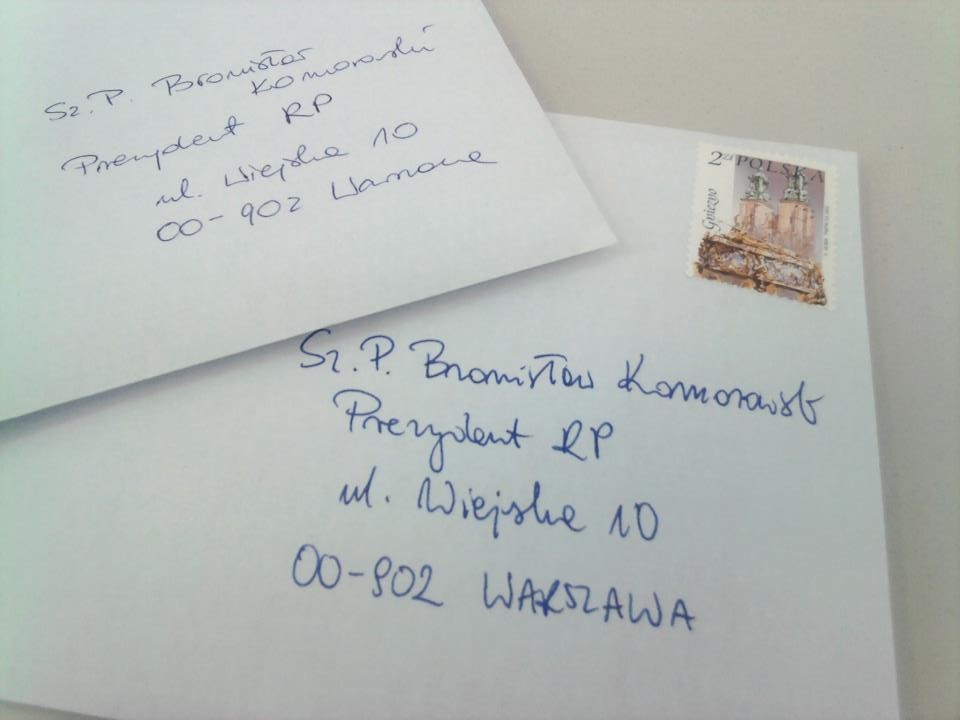 Sz. P. Bronisław
Komorowski
Prezydent RP
ul. Wiejska 10
00-902 Warszawa
2 zł POLSKA
Gniezno
Sz. P. Bronisław Komorowski
Prezydent RP
ul. Wiejska 10
00-902 WARSZAWA